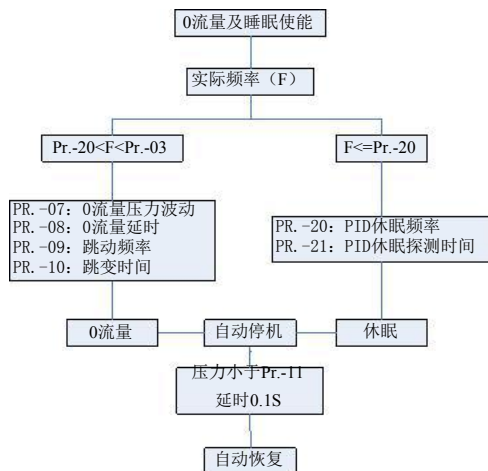 0流量及睡眠使能
实际频率（F）
Pr.-20<F<Pr.-03
F<=Pr.-20
PR.-07：0流量压力波动
PR.-08：0流量延时
PR.-09：跳动频率
PR.-10：跳变时间
PR.-20：PID休眠频率
PR.-21：PID休眠探测时间
0流量
自动停机
休眠
压力小于Pr.-11
延时0.1S
自动恢复